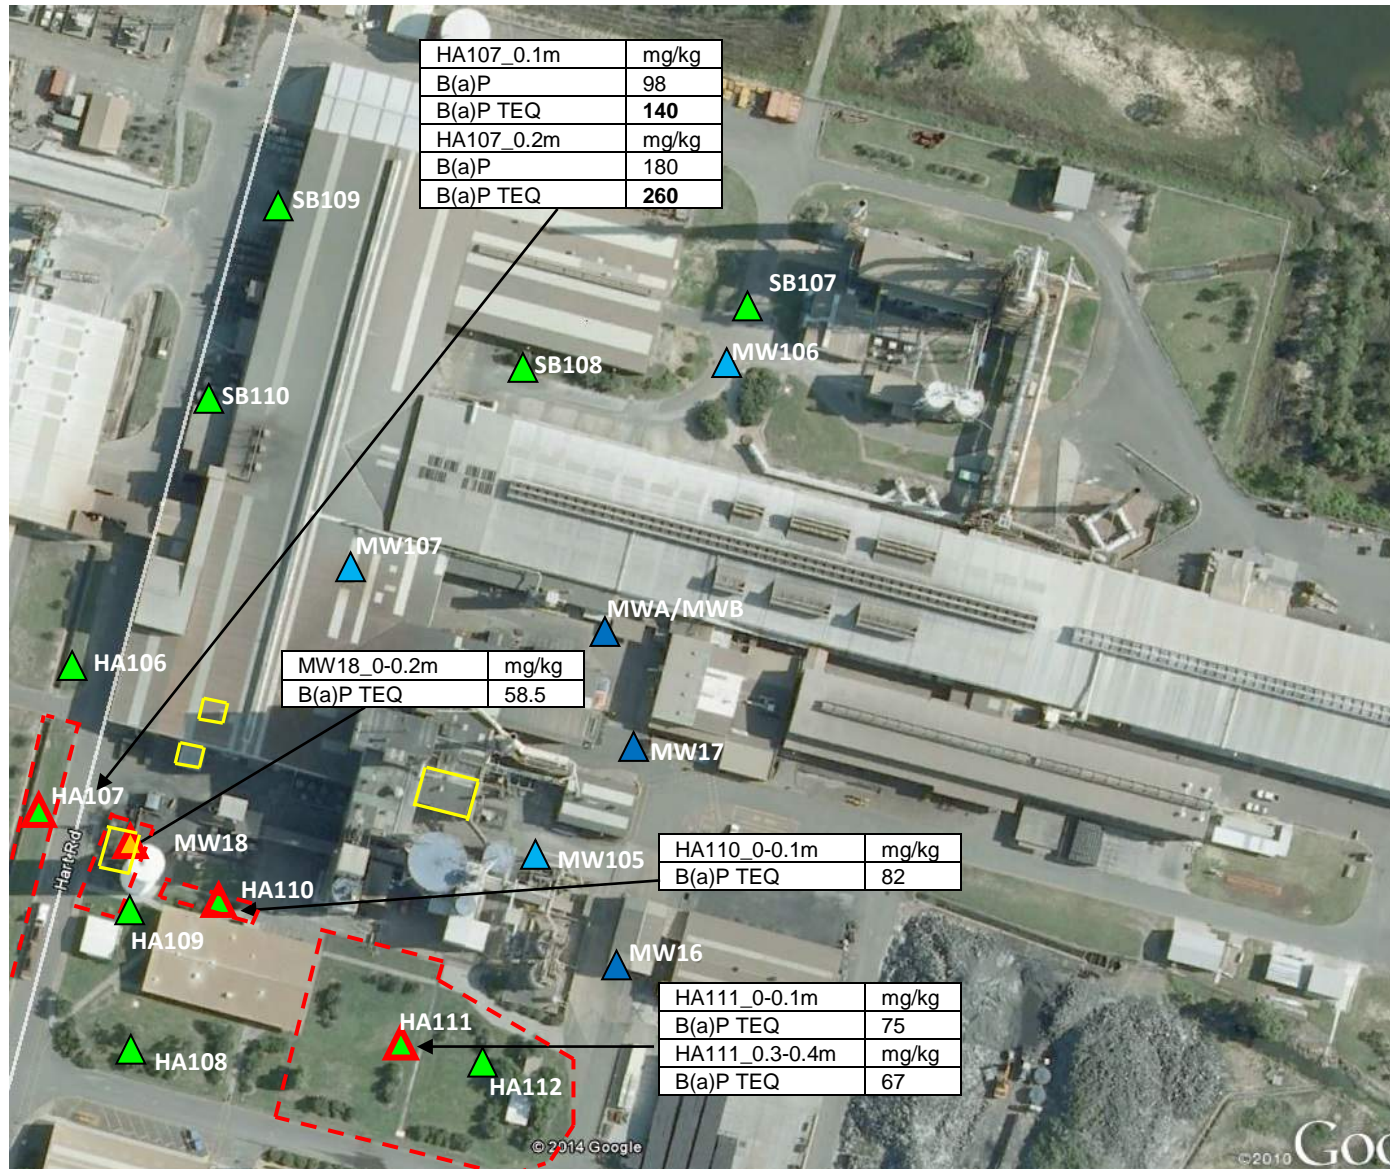 HA107_0.1m mg/kg
B(a)P 98
B(a)P TEQ 140
HA107_0.2m mg/kg
B(a)P 180
B(a)P TEQ 260
SB109
SB107
MW106
SB108
SB110
MW107
MWA/MWB
HA106
MW18_0-0.2m mg/kg
B(a)P TEQ 58.5
MW17
HA107
MW18
Hart Rd
MW105
HA110_0-0.1m mg/kg
B(a)P TEQ 82
HA110
HA109
MW16
HA111_0-0.1m mg/kg
B(a)P TEQ 75
HA111_0.3-0.4m mg/kg
B(a)P TEQ 67
HA111
HA108
HA112
© 2014 Google
©2010 Goo